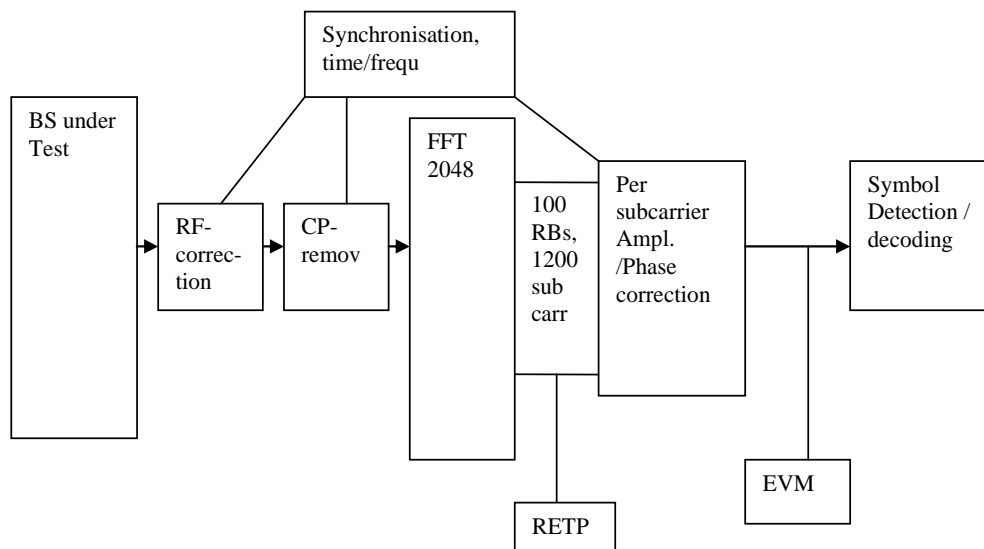 Synchronisation,
time/frequ
BS under
Test
RF-
correc-
tion
CP-
remov
FFT
2048
100
RBs,
1200
sub
carr
Per
subcarrier
Ampl.
/Phase
correction
Symbol
Detection /
decoding
EVM
RETP